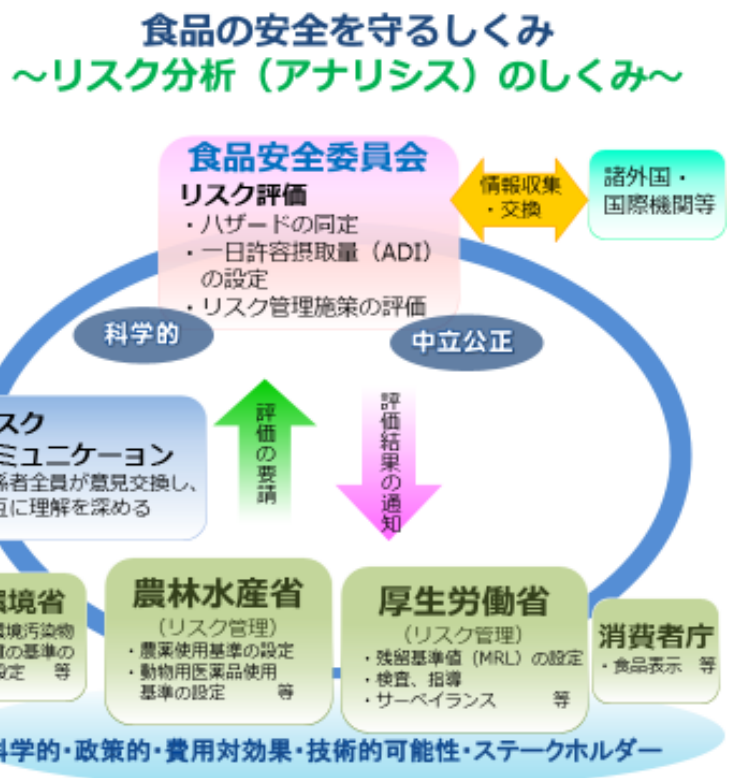 食品の安全を守るしくみ
～リスク分析（アナリシス）のしくみ～
食品安全委員会
リスク評価
・ハザードの同定
・一日許容摂取量（ADI）
の設定
・リスク管理施策の評価
情報収集
・交換
諸外国・
国際機関等
科学的
中立公正
スク
ミュニケーション
係者全員が意見交換し、
互に理解を深める
評価の要請
評価結果の通知
環境省
環境汚染物
の基準の
設定 等
農林水産省
（リスク管理）
・農薬使用基準の設定
・動物用医薬品使用
基準の設定 等
厚生労働省
（リスク管理）
・残留基準値（MRL）の設定
・検査、指導
・サーベイランス 等
消費者庁
・食品表示 等
科学的・政策的・費用対効果・技術的可能性・ステークホルダー